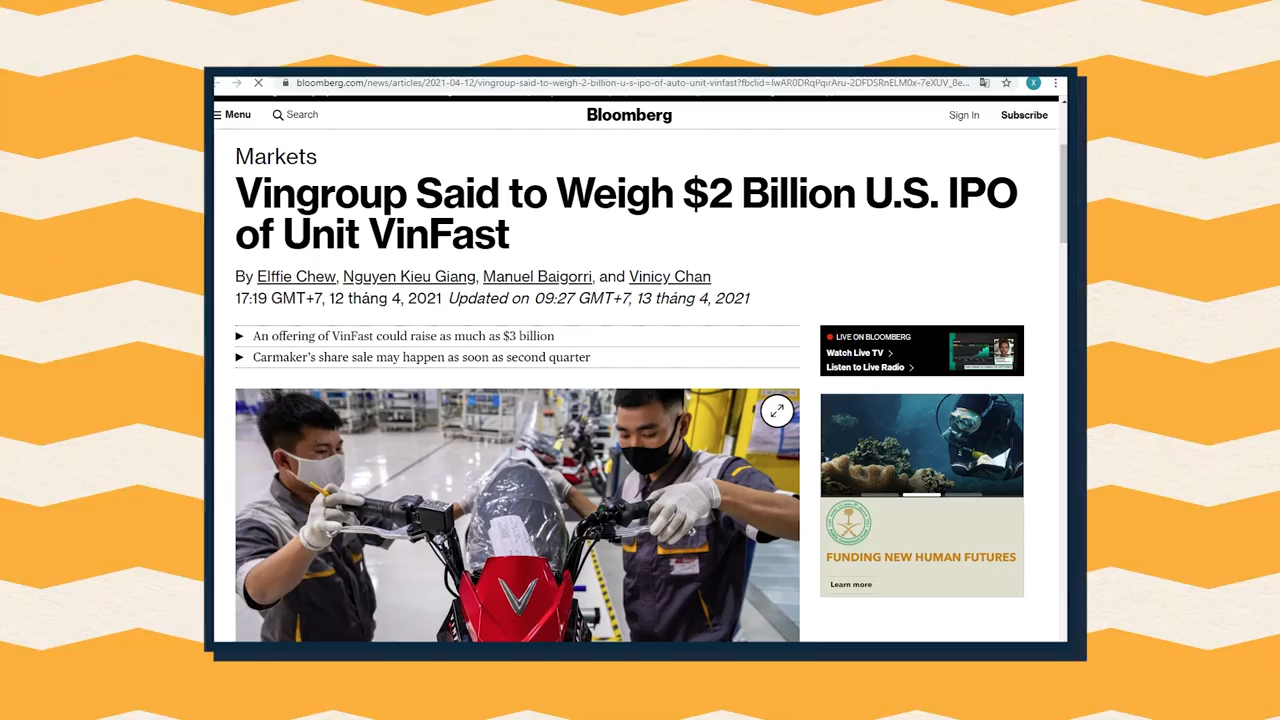 bloomberg.com/news/articles/2021-04-12/vingroup-said-to-weigh-2-billion-u-s-ipo-of-auto-unit-vinfast?fbclid=IwAR0DRqPqırAru-2DFDSRnELM0x-7eXUV_8e...
X
Menu
Search
Bloomberg
Sign In
Subscribe
Markets
Vingroup Said to Weigh $2 Billion U.S. IPO
of Unit VinFast
By Elffie Chew, Nguyen Kieu Giang, Manuel Baigorri, and Vinicy Chan
17:19 GMT+7, 12 tháng 4, 2021 Updated on 09:27 GMT+7, 13 tháng 4, 2021
An offering of VinFast could raise as much as $3 billion
Carmaker's share sale may happen as soon as second quarter
LIVE ON BLOOMBERG
Watch Live TV
Listen to Live Radio
FUNDING NEW HUMAN FUTURES
Learn more